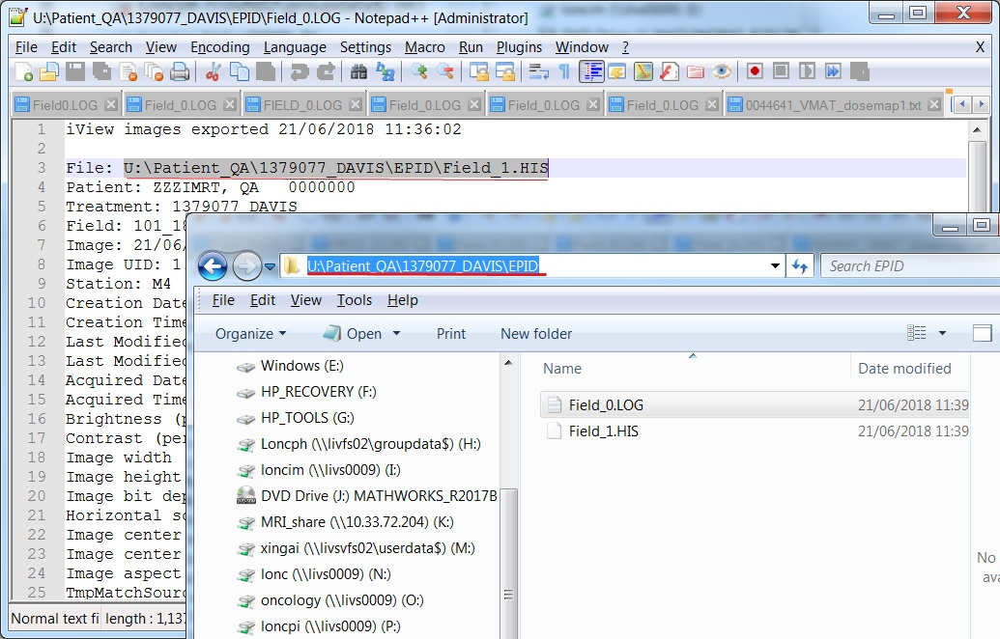 U:\Patient_QA\1379077_DAVIS\EPID\Field_0.LOG - Notepad++ [Administrator]
File Edit Search View Encoding Language Settings Macro Run Plugins Window ?
X
Field0.LOG Field_0.LOG FIELD_0.LOG Field_0.LOG Field_0.LOG Field_0.LOG 0044641_VMAT_dosemap1.txt
1 iView images exported 21/06/2018 11:36:02
2
3 File: U:\Patient_QA\1379077_DAVIS\EPID\Field_1.HIS
4 Patient: ZZZIMRT, QA 0000000
5 Treatment: 1379077_DAVIS
6 Field: 101_18
7 Image: 21/06/
8 Image UID: 1.
9 Station: M4
10 Creation Date
11 Creation Time
12 Last Modified
13 Last Modified
14 Acquired Date
15 Acquired Time
16 Brightness (p
17 Contrast (per
18 Image width
19 Image height
20 Image bit dep
21 Horizontal sc
22 Image center
23 Image center
24 Image aspect
25 TmpMatchSourc
Normal text fi length : 1,137
U:\Patient_QA\1379077_DAVIS\EPID
Search EPID
File Edit View Tools Help
Organize Open Print New folder
Windows (E:)
HP_RECOVERY (F:)
HP_TOOLS (G:)
Loncph (\\livfs02\groupdata$) (H:)
loncim (\\livs0009) (I:)
DVD Drive (J:) MATHWORKS_R2017B
MRI_share (\\10.33.72.204) (K:)
xingai (\\livsvfs02\userdata$) (M:)
lonc (\\livs0009) (N:)
oncology (\\livs0009) (O:)
loncpi (\\livs0009) (P:)
Name Date modified
Field_0.LOG 21/06/2018 11:39
Field_1.HIS 21/06/2018 11:39
No
ava